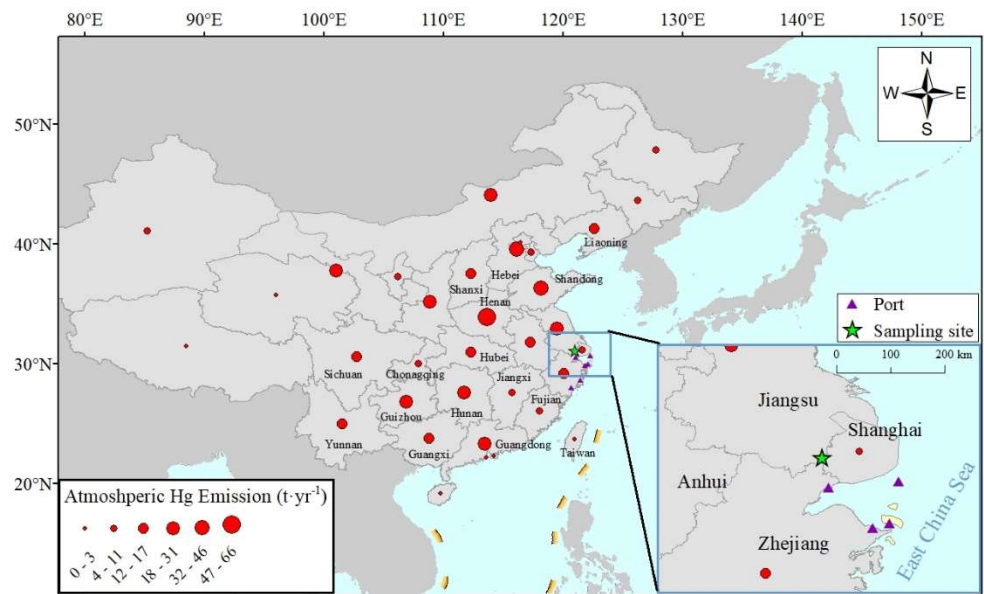 80°E 90°E 100°E 110°E 120°E 130°E 140°E 150°E
N
W E
S
50°N
40°N
30°N
20°N
Liaoning
Hebei
Shanxi
Shandong
Henan
Hubei
Sichuan
Chonagqing
Jiangxi
Guizhou
Hunan
Fujian
Yunnan
Guangxi
Guangdong
Taiwan
Port
Sampling site
0 100 200 km
Jiangsu
Shanghai
Anhui
Zhejiang
East China Sea
Atmoshperic Hg Emission (t·yr⁻¹)
0 - 3
4 - 11
12 - 17
18 - 31
32 - 46
47 - 66